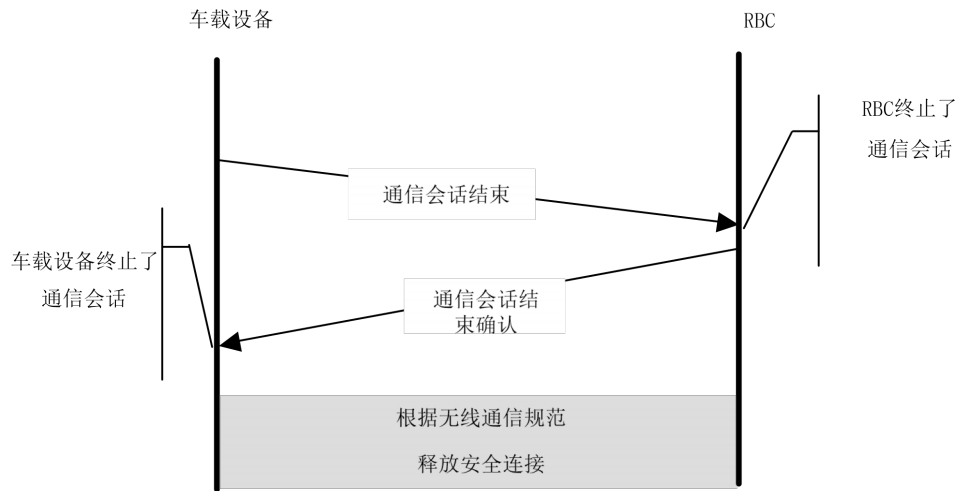 车载设备
RBC
RBC终止了
通信会话
通信会话结束
车载设备终止了
通信会话
通信会话结
束确认
根据无线通信规范
释放安全连接